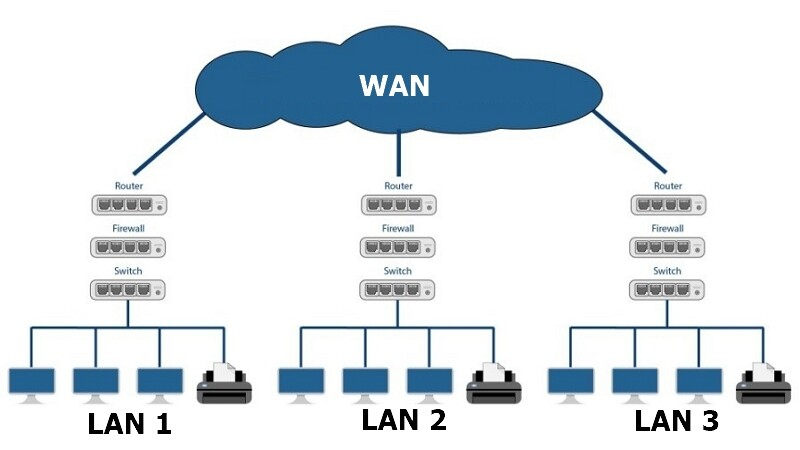 WAN
Router
Router
Router
Firewall
Firewall
Firewall
Switch
Switch
Switch
LAN 1
LAN 2
LAN 3